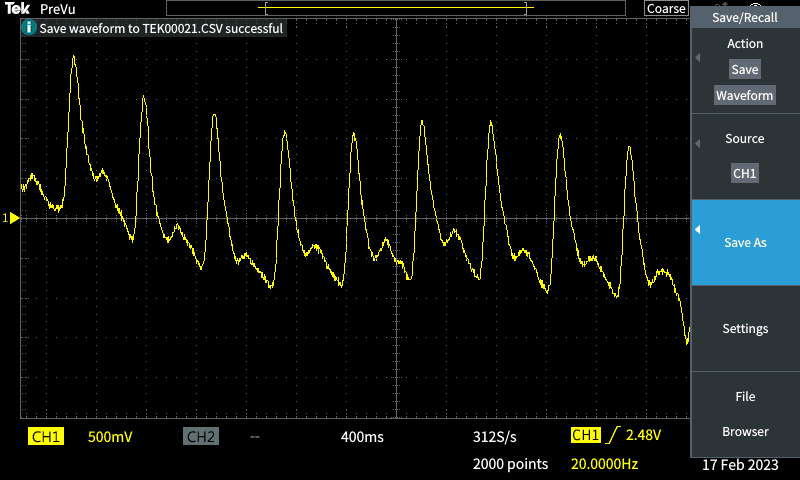 Tek PreVu
Coarse
Save waveform to TEK00021.CSV successful
Save/Recall
Action
Save
Waveform
Source
CH1
Save As
Settings
File
Browser
1
CH1 500mV CH2 -- 400ms 312S/s CH1 2.48V
2000 points 20.0000Hz 17 Feb 2023